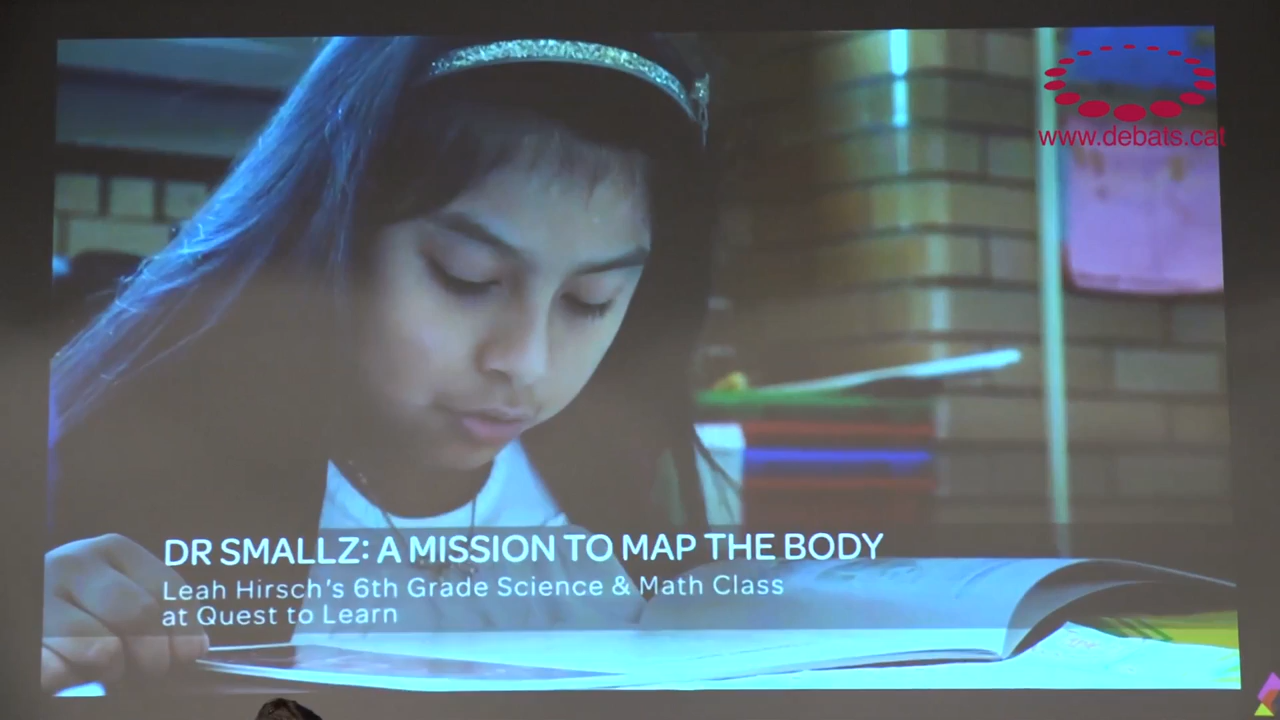 www.debats.cat
DR SMALLZ: A MISSION TO MAP THE BODY
Leah Hirsch's 6th Grade Science & Math Class
at Quest to Learn